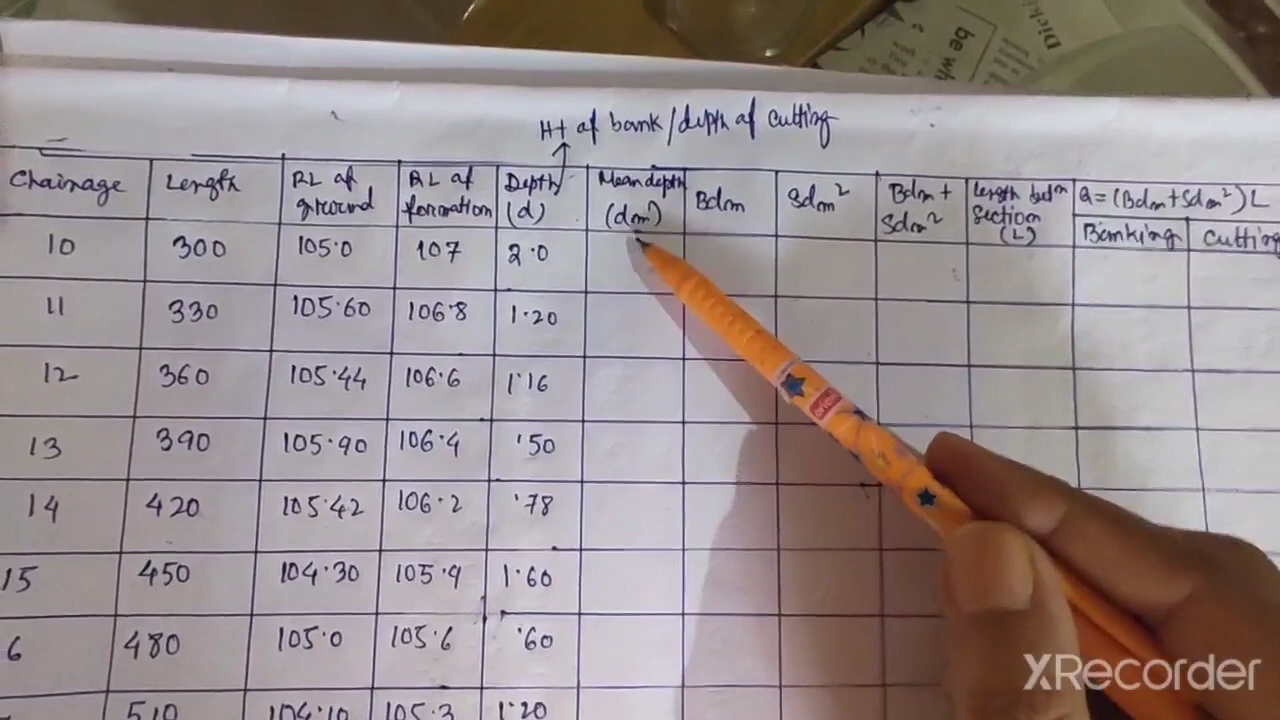 Dicki
be wh
Ht of bank/depth of cutting
Chainage Length RL of ground RL of formation Depth (d) Mean depth (dm) Bdm Sdm² Bdm + Sdm² Length betn section (L) Q = (Bdm+Sdm²)L
Banking Cutting
10 300 105.0 107 2.0
11 330 105.60 106.8 1.20
12 360 105.44 106.6 1.16
13 390 105.90 106.4 .50
14 420 105.42 106.2 .78
15 450 104.30 105.9 1.60
6 480 105.0 105.6 .60
510 104.10 105.3 1.20
XRecorder